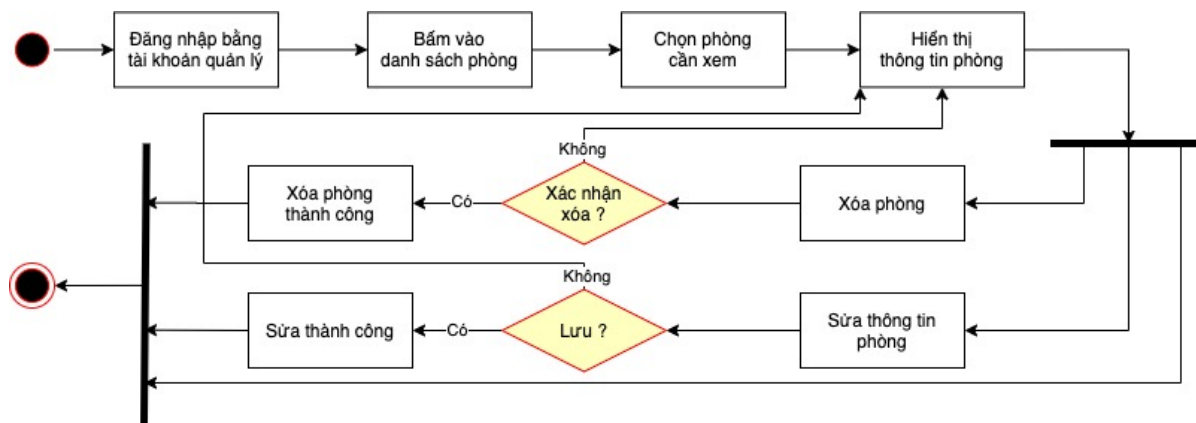 Đăng nhập bằng
tài khoản quản lý
Bấm vào
danh sách phòng
Chọn phòng
cần xem
Hiển thị
thông tin phòng
Không
Xóa phòng
thành công
Có
Xác nhận
xóa ?
Xóa phòng
Không
Sửa thành công
Có
Lưu ?
Sửa thông tin
phòng